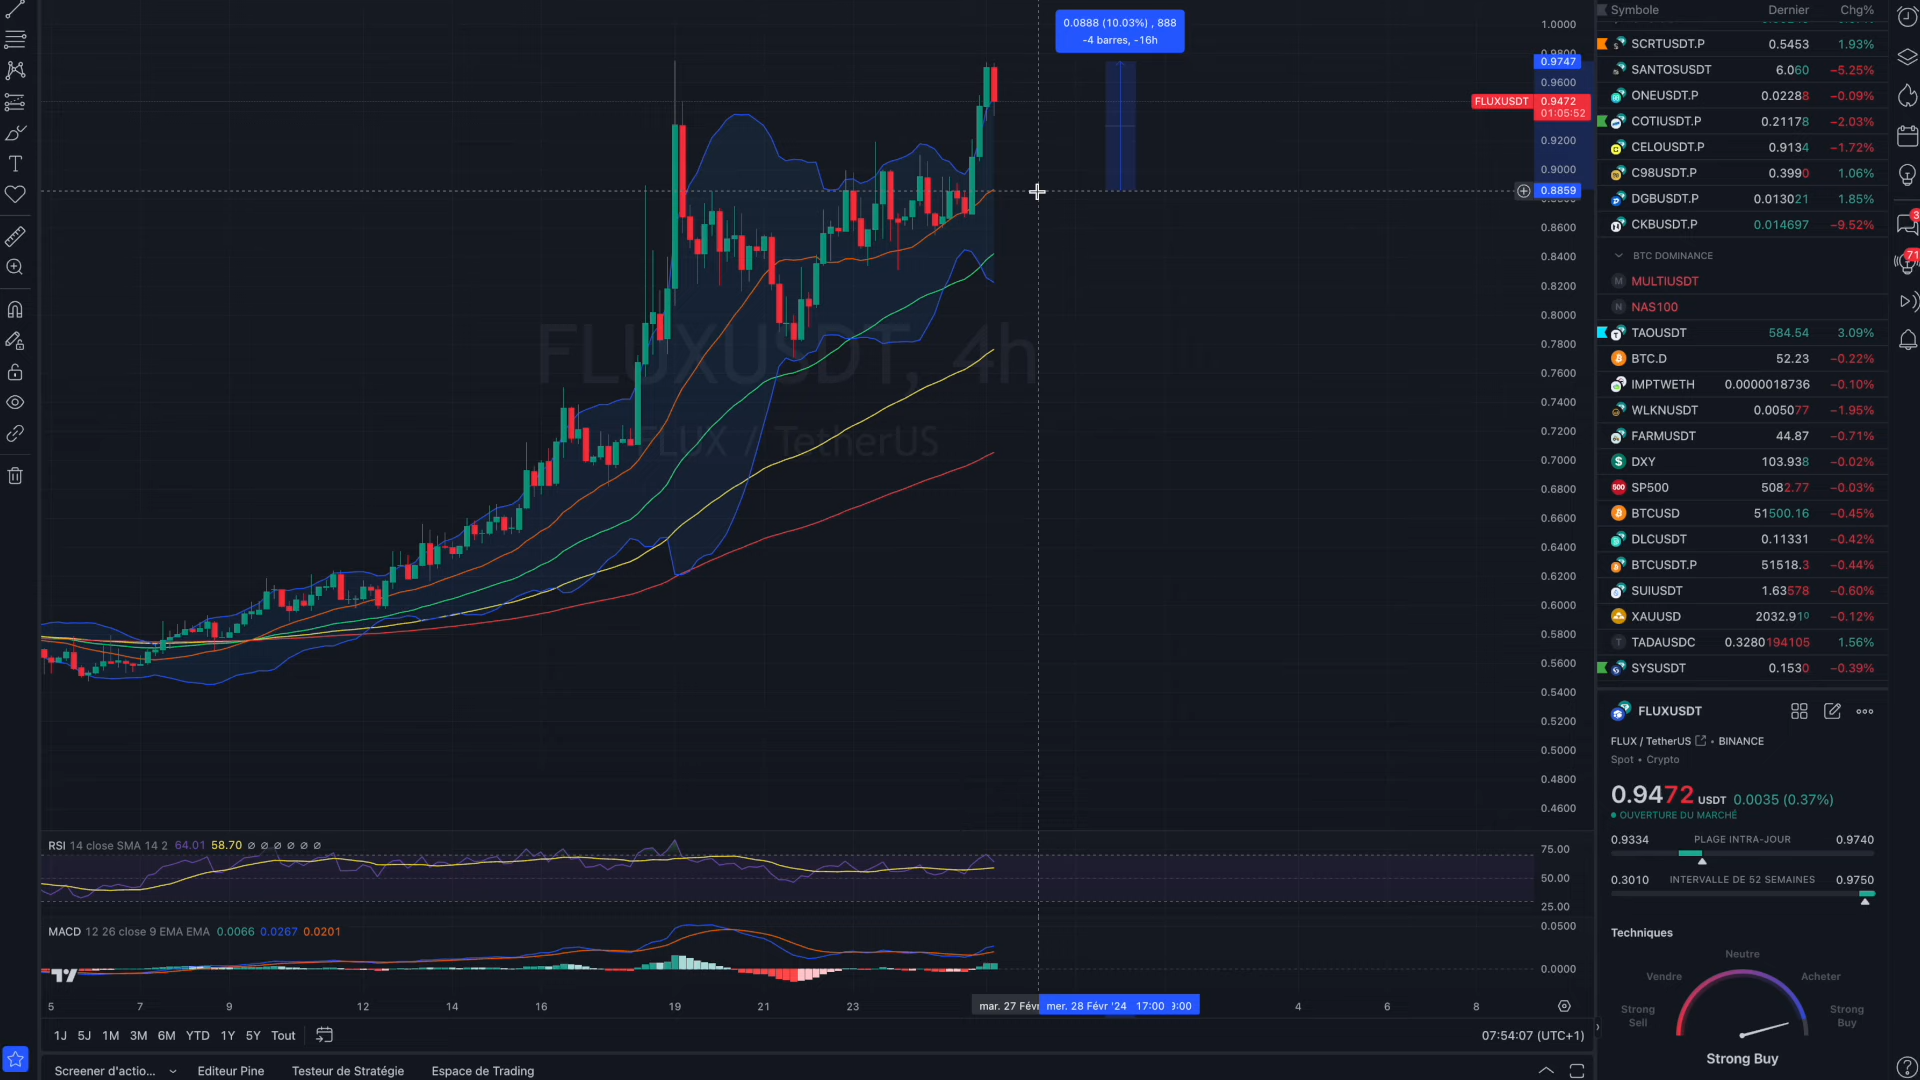 0.0888 (10.03%) , 888
-4 barres, -16h
1.0000
0.9800
0.9747
0.9600
FLUXUSDT 0.9472
01:05:52
0.9200
0.9000
0.8859
0.8600
0.8400
0.8200
0.8000
0.7800
0.7600
0.7400
0.7200
0.7000
0.6800
0.6600
0.6400
0.6200
0.6000
0.5800
0.5600
0.5400
0.5200
0.5000
0.4800
0.4600
FLUXUSDT, 4h
FLUX / TetherUS
RSI 14 close SMA 14 2 64.01 58.70 ∅ ∅ ∅ ∅ ∅ ∅
75.00
50.00
25.00
MACD 12 26 close 9 EMA EMA 0.0066 0.0267 0.0201
0.0500
0.0000
5 7 9 12 14 16 19 21 23 mar. 27 Févr mer. 28 Févr '24 17:00 9:00 4 6 8
1J 5J 1M 3M 6M YTD 1Y 5Y Tout 07:54:07 (UTC+1)
Screener d'actio... Editeur Pine Testeur de Stratégie Espace de Trading
Symbole Dernier Chg%
SCRTUSDT.P 0.5453 1.93%
SANTOSUSDT 6.060 −5.25%
ONEUSDT.P 0.02288 −0.09%
COTIUSDT.P 0.21178 −2.03%
CELOUSDT.P 0.9134 −1.72%
C98USDT.P 0.3990 1.06%
DGBUSDT.P 0.013021 1.85%
CKBUSDT.P 0.014697 −9.52%
BTC DOMINANCE
M MULTIUSDT
N NAS100
TAOUSDT 584.54 3.09%
BTC.D 52.23 −0.22%
IMPTWETH 0.0000018736 −0.10%
WLKNUSDT 0.005077 −1.95%
FARMUSDT 44.87 −0.71%
DXY 103.938 −0.02%
500 SP500 5082.77 −0.03%
BTCUSD 51500.16 −0.45%
DLCUSDT 0.11331 −0.42%
BTCUSDT.P 51518.3 −0.44%
SUIUSDT 1.63578 −0.60%
XAUUSD 2032.910 −0.12%
T TADAUSDC 0.3280194105 1.56%
SYSUSDT 0.1530 −0.39%
FLUXUSDT
FLUX / TetherUS • BINANCE
Spot • Crypto
0.9472 USDT 0.0035 (0.37%)
OUVERTURE DU MARCHÉ
0.9334 PLAGE INTRA-JOUR 0.9740
0.3010 INTERVALLE DE 52 SEMAINES 0.9750
Techniques
Neutre
Vendre Acheter
Strong Sell
Strong Buy
Strong Buy
3
71